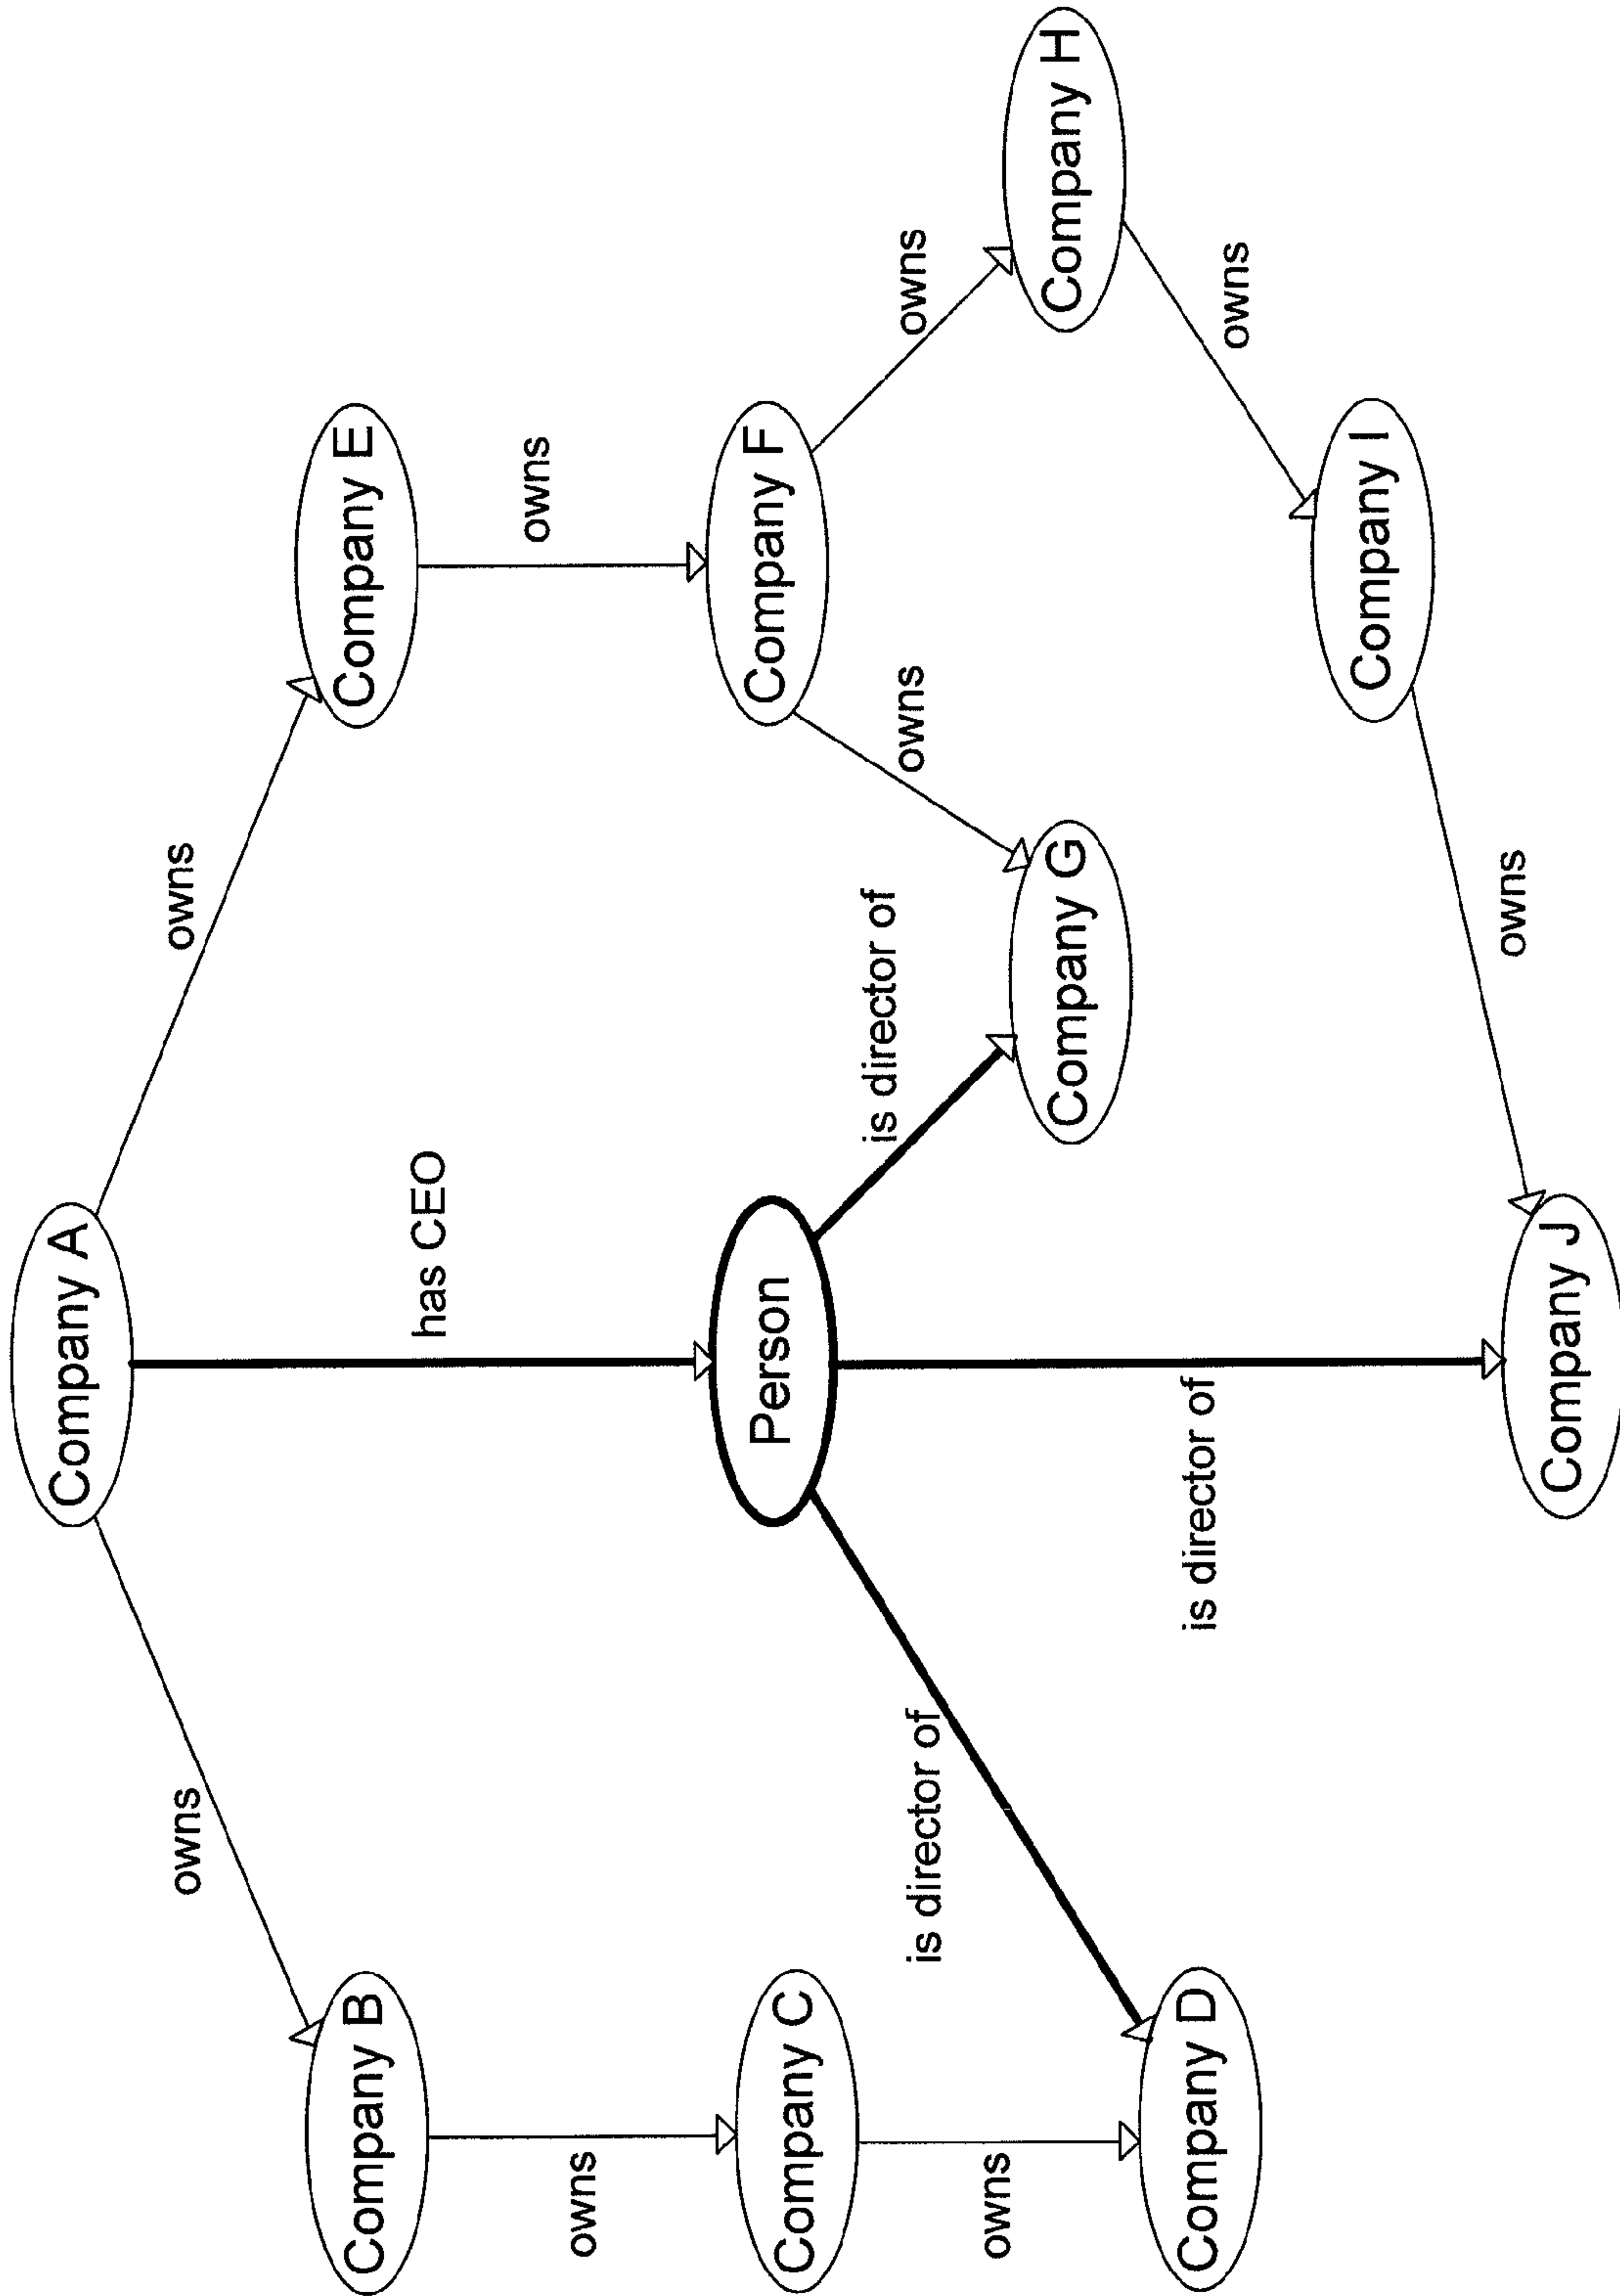 Company A
owns
owns
Company B
Company E
has CEO
owns
owns
Company C
Person
Company F
is director of
is director of
owns
owns
owns
Company G
Company H
Company D
is director of
owns
Company I
owns
Company J